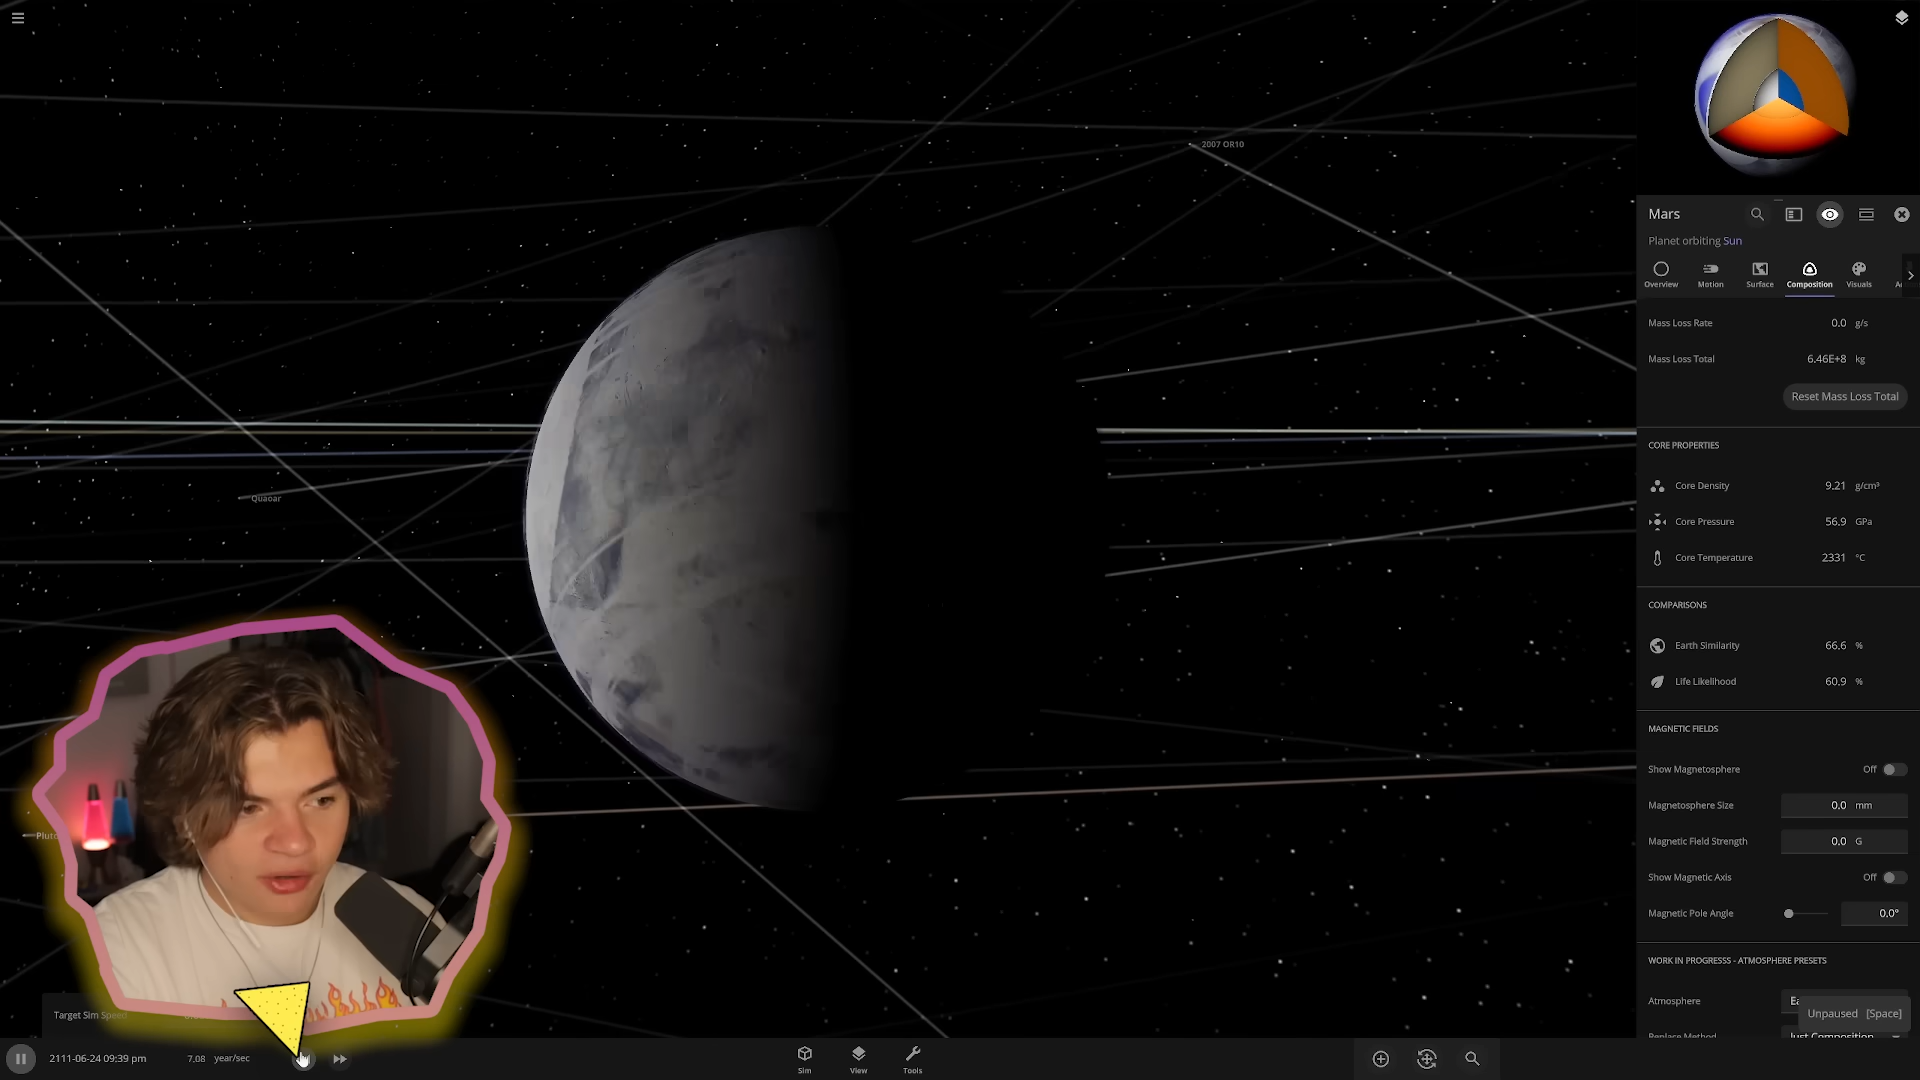 2007 OR10
Quaoar
Mars
Planet orbiting Sun
Overview Motion Surface Composition Visuals
Mass Loss Rate 0.0 g/s
Mass Loss Total 6.46E+8 kg
Reset Mass Loss Total
CORE PROPERTIES
Core Density 9.21 g/cm³
Core Pressure 56.9 GPa
Core Temperature 2331 °C
COMPARISONS
Earth Similarity 66.6 %
Life Likelihood 60.9 %
MAGNETIC FIELDS
Show Magnetosphere Off
Magnetosphere Size 0.0 mm
Magnetic Field Strength 0.0 G
Show Magnetic Axis Off
Magnetic Pole Angle 0.0°
WORK IN PROGRESSS - ATMOSPHERE PRESETS
Atmosphere
Unpaused [Space]
Replace Method Just Composition
Target Sim Speed
2111-06-24 09:39 pm 7.08 year/sec
Sim View Tools